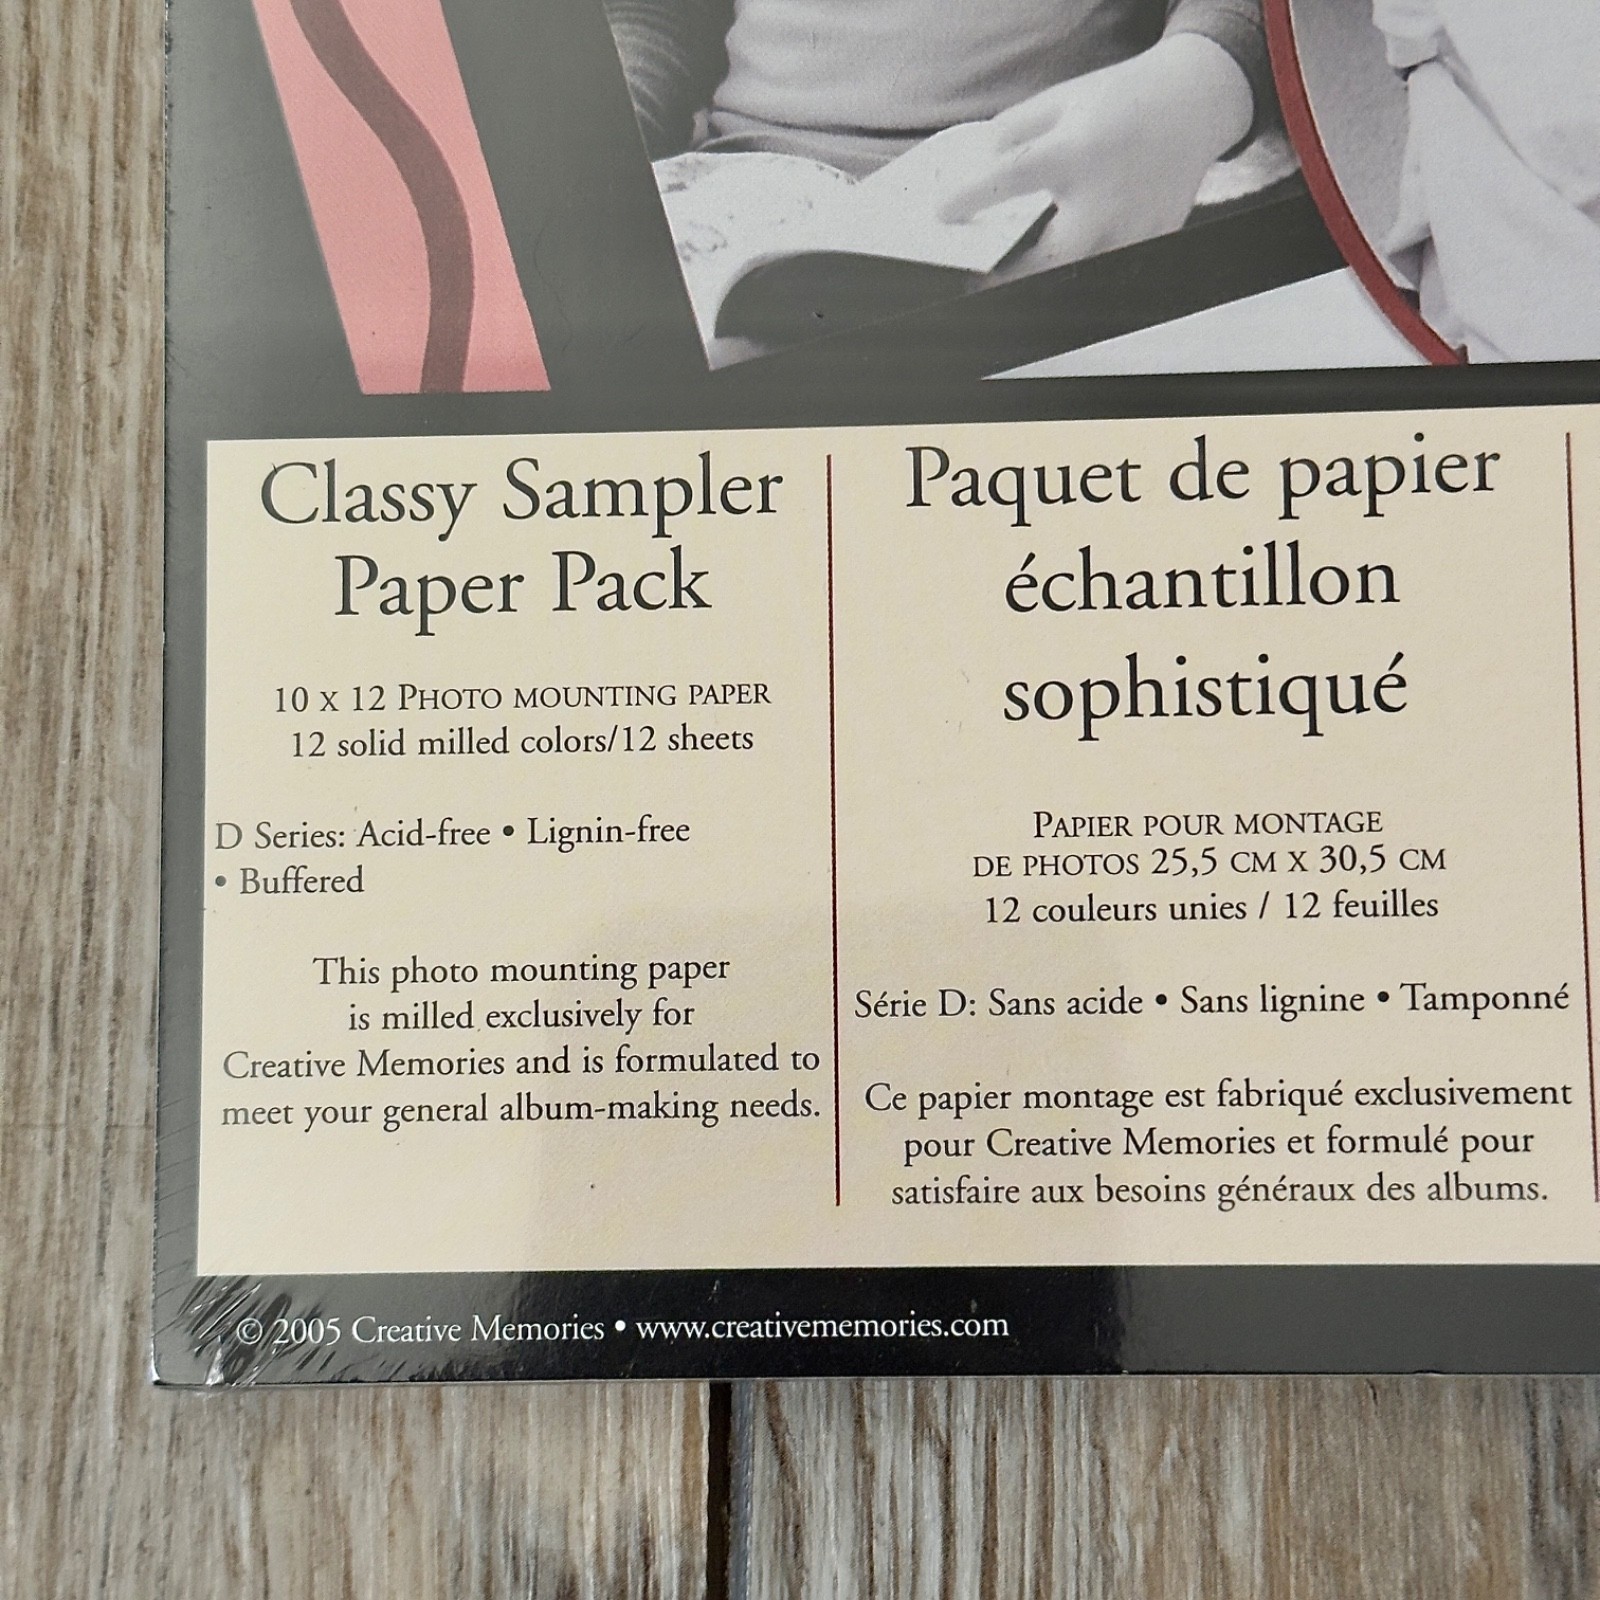 Classy Sampler
Paper Pack
10 x 12 Photo mounting paper
12 solid milled colors/12 sheets
D Series: Acid-free • Lignin-free
• Buffered
This photo mounting paper
is milled exclusively for
Creative Memories and is formulated to
meet your general album-making needs.
Paquet de papier
échantillon
sophistiqué
Papier pour montage
de photos 25,5 cm x 30,5 cm
12 couleurs unies / 12 feuilles
Série D: Sans acide • Sans lignine • Tamponné
Ce papier montage est fabriqué exclusivement
pour Creative Memories et formulé pour
satisfaire aux besoins généraux des albums.
© 2005 Creative Memories • www.creativememories.com